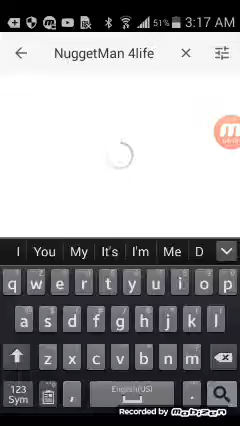 51% 3:17 AM
NuggetMan 4life
I You My It's I'm Me D
q w e r t y u i o p
a s d f g h j k l
z x c v b n m
123 Sym , English(US) .
Recorded by Mobizen